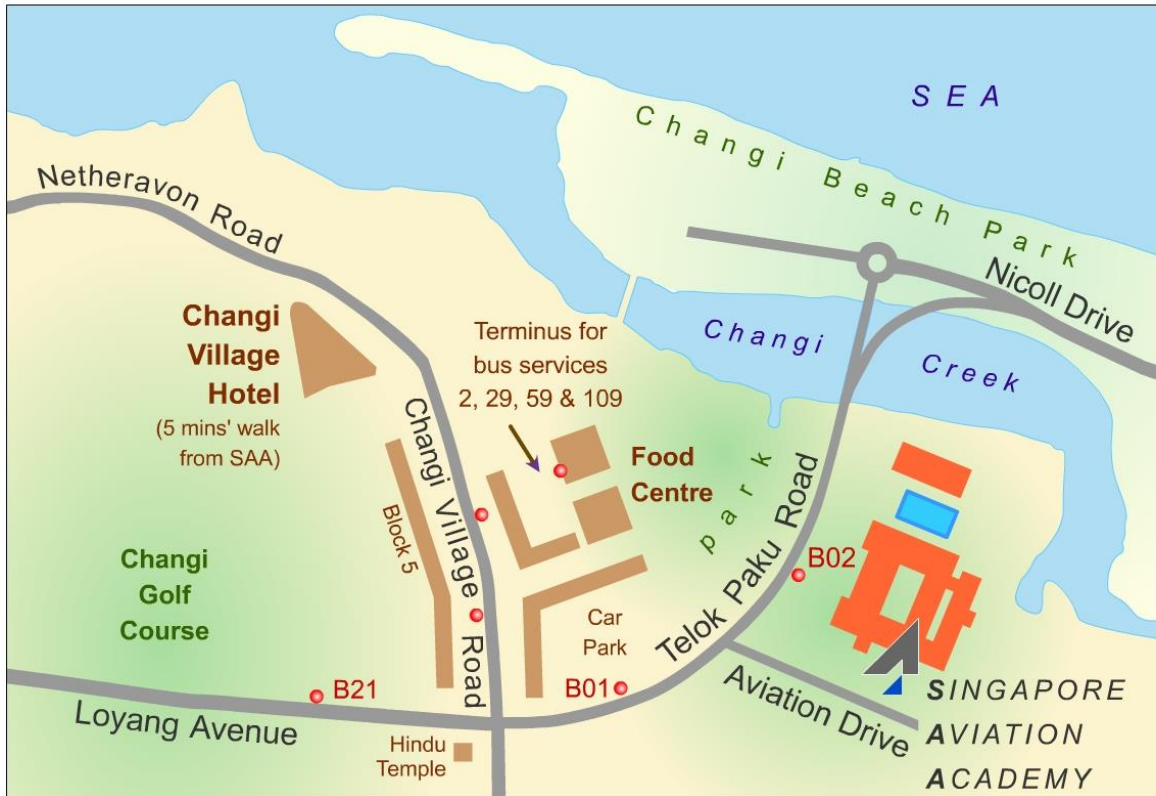 SEA
Changi Beach Park
Netheravon Road
Nicoll Drive
Changi
Village
Hotel
(5 mins' walk
from SAA)
Terminus for
bus services
2, 29, 59 & 109
Changi Creek
Food
Centre
park
Changi Village Road
Block 5
Telok Paku Road
B02
Changi
Golf
Course
Car
Park
B21
B01
Loyang Avenue
Aviation Drive
Hindu
Temple
SINGAPORE
AVIATION
ACADEMY